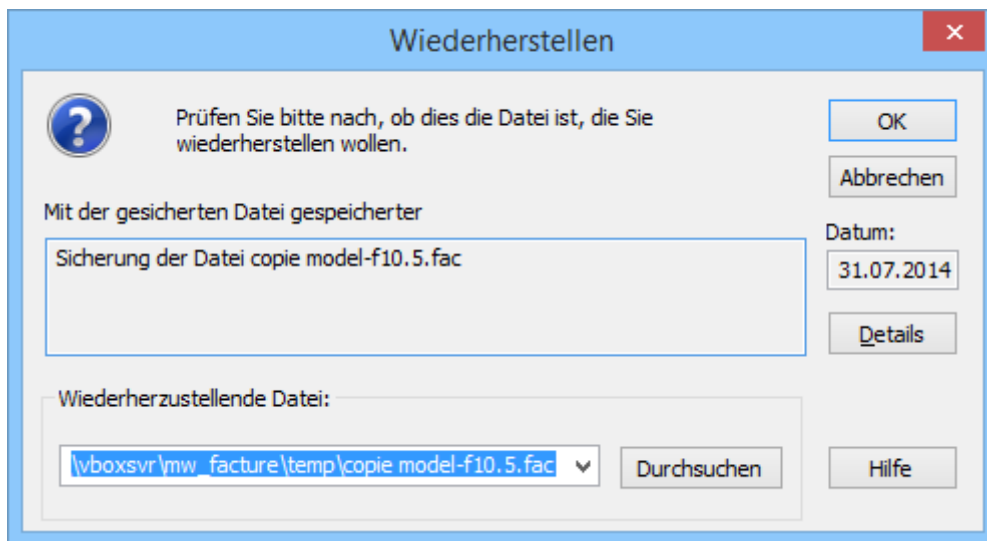 Wiederherstellen
Prüfen Sie bitte nach, ob dies die Datei ist, die Sie
wiederherstellen wollen.
OK
Abbrechen
Mit der gesicherten Datei gespeicherter
Datum:
Sicherung der Datei copie model-f10.5.fac
31.07.2014
Details
Wiederherzustellende Datei:
\vboxsvr\mw_facture\temp\copie model-f10.5.fac
Durchsuchen
Hilfe